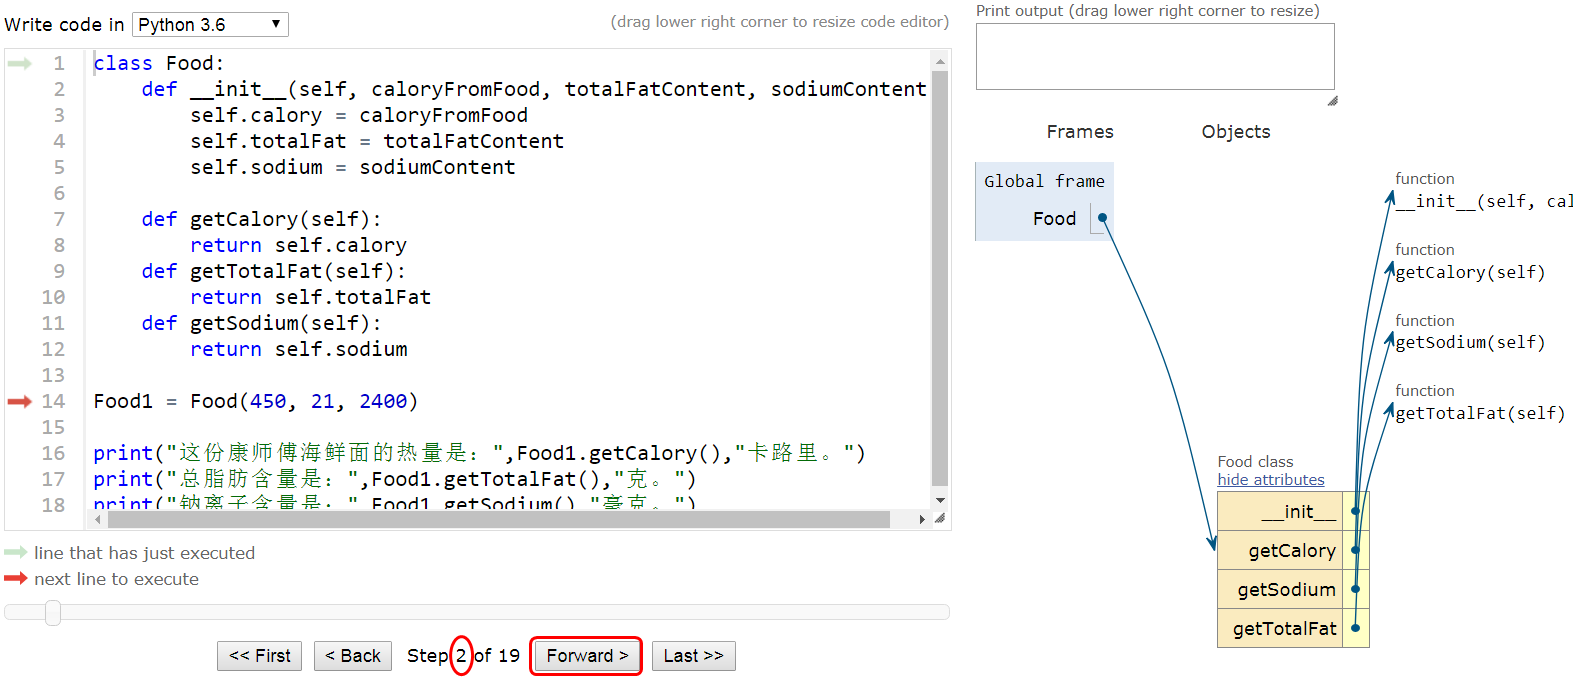 Write code in Python 3.6
(drag lower right corner to resize code editor)
1 class Food:
2 def __init__(self, caloryFromFood, totalFatContent, sodiumContent
3 self.calory = caloryFromFood
4 self.totalFat = totalFatContent
5 self.sodium = sodiumContent
6
7 def getCalory(self):
8 return self.calory
9 def getTotalFat(self):
10 return self.totalFat
11 def getSodium(self):
12 return self.sodium
13
14 Food1 = Food(450, 21, 2400)
15
16 print("这份康师傅海鲜面的热量是：",Food1.getCalory(),"卡路里。")
17 print("总脂肪含量是：",Food1.getTotalFat(),"克。")
18 print("钠离子含量是：",Food1.getSodium(),"毫克。")
line that has just executed
next line to execute
<< First < Back Step 2 of 19 Forward > Last >>
Print output (drag lower right corner to resize)
Frames Objects
Global frame
Food
function
__init__(self, cal
function
getCalory(self)
function
getSodium(self)
function
getTotalFat(self)
Food class
hide attributes
__init__
getCalory
getSodium
getTotalFat